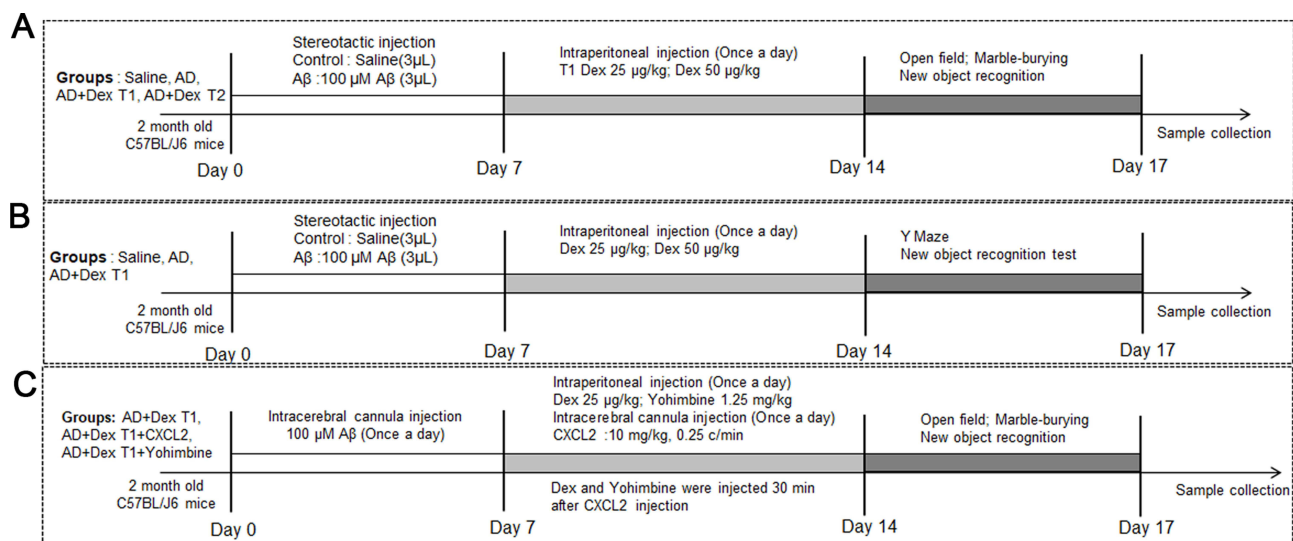 A
Groups : Saline, AD,
AD+Dex T1, AD+Dex T2
2 month old
C57BL/J6 mice
Stereotactic injection
Control : Saline(3µL)
Aβ :100 µM Aβ (3µL)
Intraperitoneal injection (Once a day)
T1 Dex 25 µg/kg; Dex 50 µg/kg
Open field; Marble-burying
New object recognition
Sample collection
Day 0
Day 7
Day 14
Day 17
B
Groups : Saline, AD,
AD+Dex T1
2 month old
C57BL/J6 mice
Stereotactic injection
Control : Saline(3µL)
Aβ :100 µM Aβ (3µL)
Intraperitoneal injection (Once a day)
Dex 25 µg/kg; Dex 50 µg/kg
Y Maze
New object recognition test
Sample collection
Day 0
Day 7
Day 14
Day 17
C
Groups: AD+Dex T1,
AD+Dex T1+CXCL2,
AD+Dex T1+Yohimbine
2 month old
C57BL/J6 mice
Intracerebral cannula injection
100 µM Aβ (Once a day)
Intraperitoneal injection (Once a day)
Dex 25 µg/kg; Yohimbine 1.25 mg/kg
Intracerebral cannula injection (Once a day)
CXCL2 :10 mg/kg, 0.25 c/min
Dex and Yohimbine were injected 30 min
after CXCL2 injection
Open field; Marble-burying
New object recognition
Sample collection
Day 0
Day 7
Day 14
Day 17